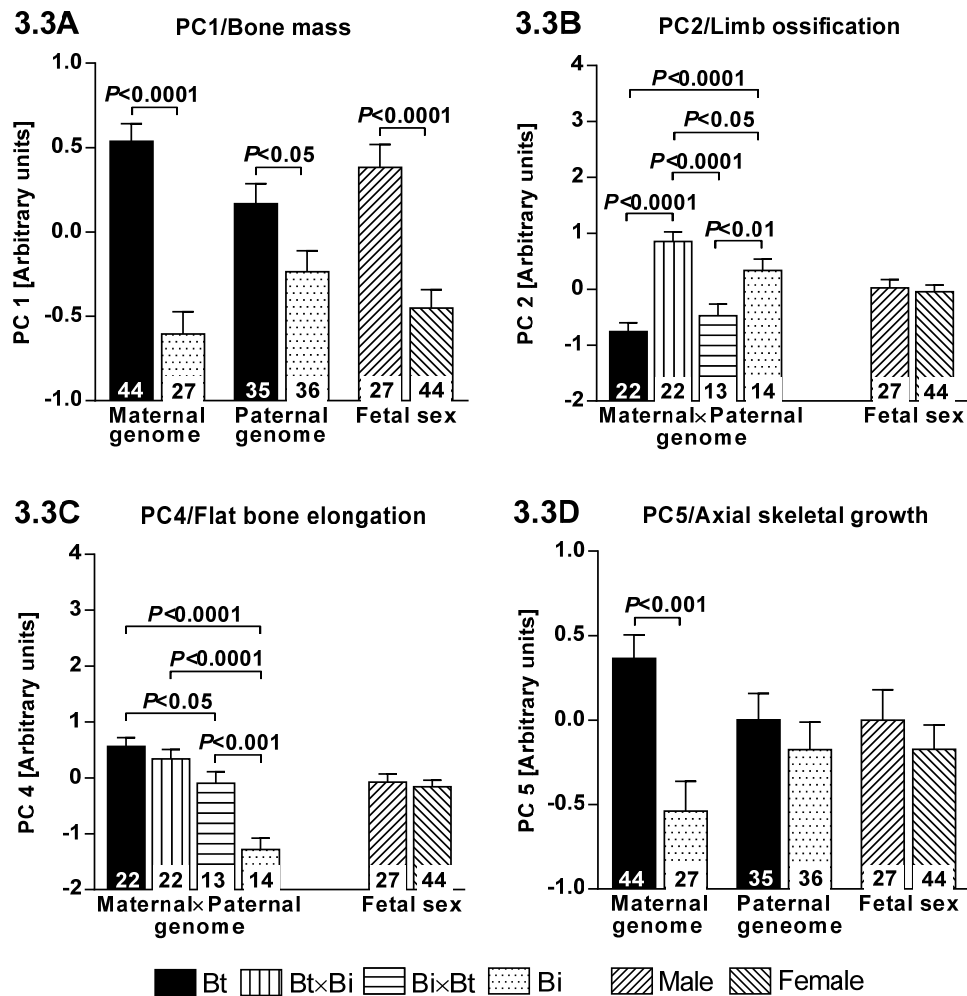 3.3A
PC1/Bone mass
PC 1 [Arbitrary units]
1.0
0.5
0.0
-0.5
-1.0
P<0.0001
P<0.05
P<0.0001
44 27 35 36 27 44
Maternal genome
Paternal genome
Fetal sex
3.3B
PC2/Limb ossification
PC 2 [Arbitrary units]
4
3
2
1
0
-1
-2
P<0.0001
P<0.05
P<0.0001
P<0.0001
P<0.01
22 22 13 14 27 44
Maternal×Paternal
genome
Fetal sex
3.3C
PC4/Flat bone elongation
PC 4 [Arbitrary units]
4
3
2
1
0
-1
-2
P<0.0001
P<0.0001
P<0.05
P<0.001
22 22 13 14 27 44
Maternal×Paternal
genome
Fetal sex
3.3D
PC5/Axial skeletal growth
PC 5 [Arbitrary units]
1.0
0.5
0.0
-0.5
-1.0
P<0.001
44 27 35 36 27 44
Maternal
genome
Paternal
geneome
Fetal sex
Bt Bt×Bi Bi×Bt Bi Male Female